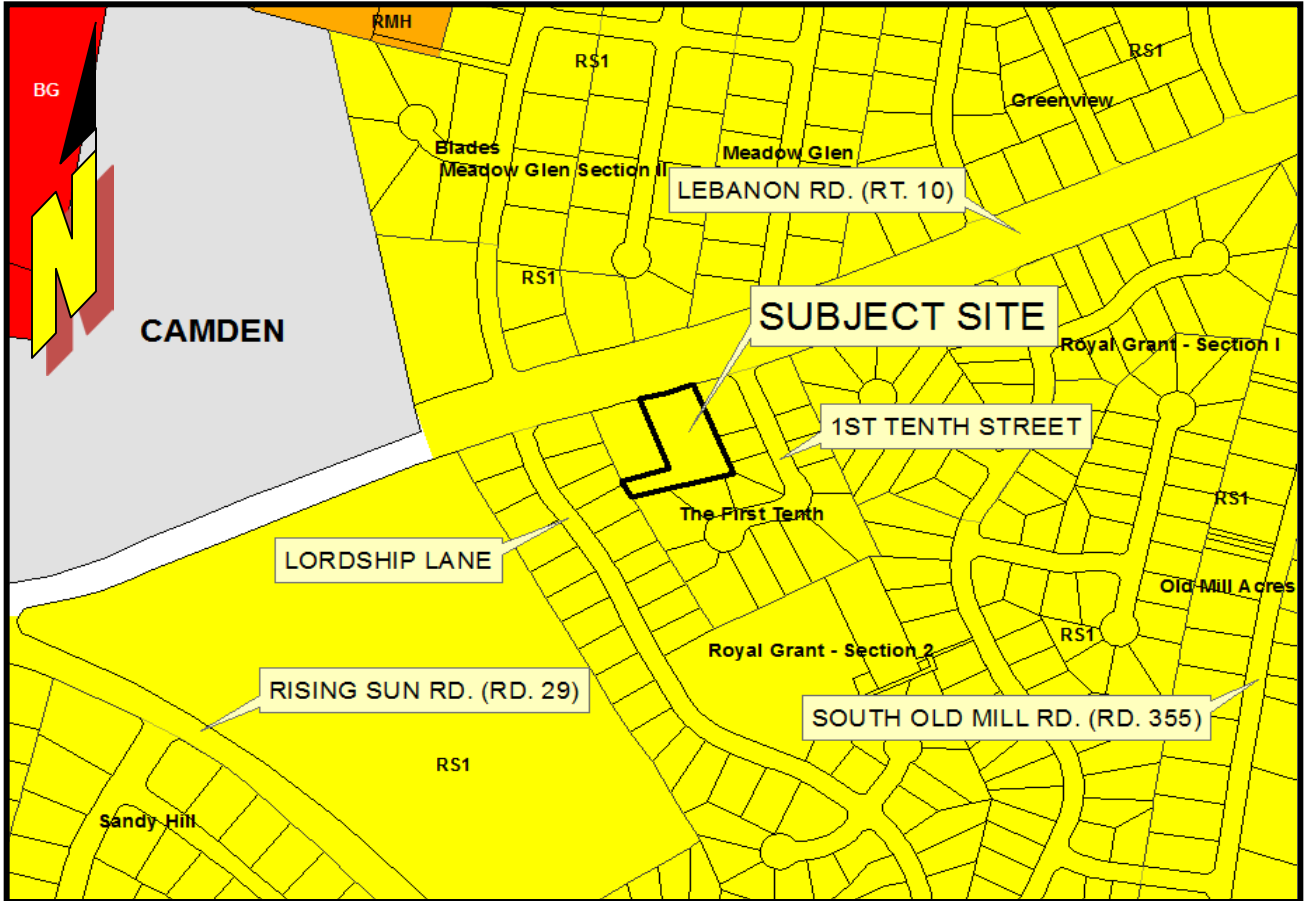 RMH
RS1
RS1
BG
Greenview
Blades
Meadow Glen
Meadow Glen Section II
LEBANON RD. (RT. 10)
RS1
SUBJECT SITE
CAMDEN
N
Royal Grant - Section I
1ST TENTH STREET
RS1
The First Tenth
LORDSHIP LANE
Old Mill Acres
RS1
Royal Grant - Section 2
RISING SUN RD. (RD. 29)
SOUTH OLD MILL RD. (RD. 355)
RS1
Sandy Hill